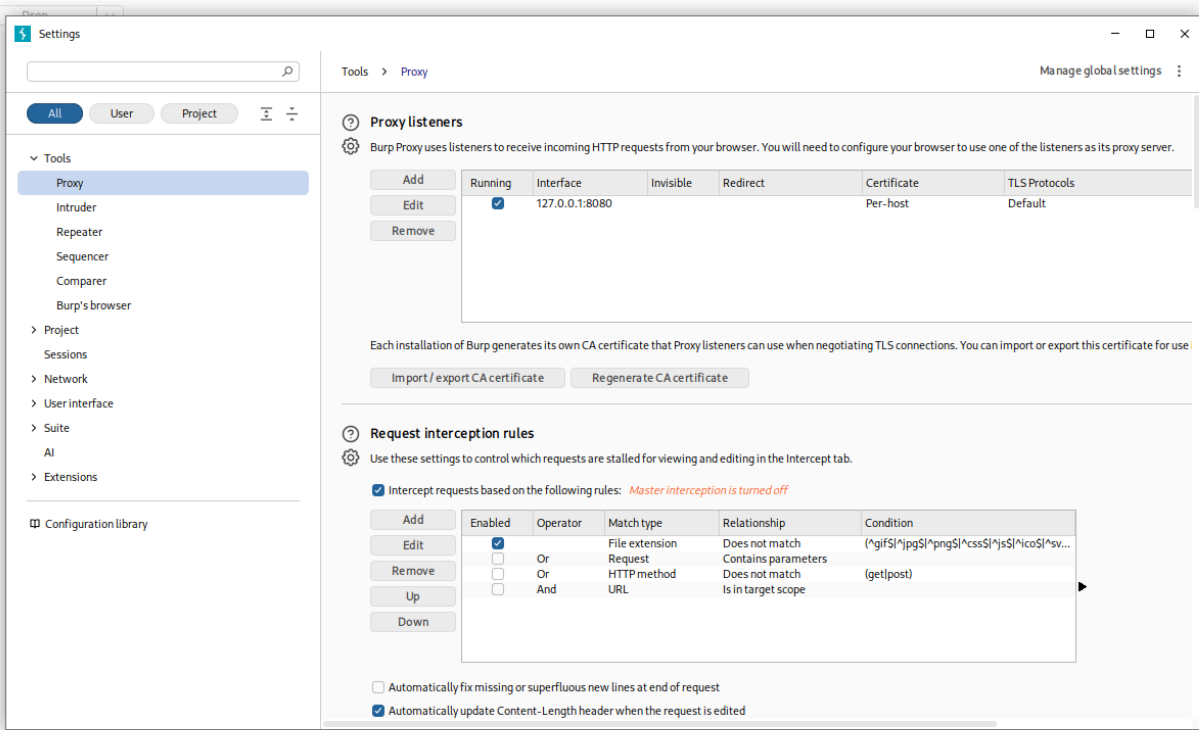 Drop
Settings
Tools > Proxy
Manage global settings
All
User
Project
Tools
Proxy
Intruder
Repeater
Sequencer
Comparer
Burp's browser
Project
Sessions
Network
User interface
Suite
AI
Extensions
Configuration library
Proxy listeners
Burp Proxy uses listeners to receive incoming HTTP requests from your browser. You will need to configure your browser to use one of the listeners as its proxy server.
Add
Edit
Remove
Running Interface Invisible Redirect Certificate TLS Protocols
127.0.0.1:8080 Per-host Default
Each installation of Burp generates its own CA certificate that Proxy listeners can use when negotiating TLS connections. You can import or export this certificate for use
Import / export CA certificate
Regenerate CA certificate
Request interception rules
Use these settings to control which requests are stalled for viewing and editing in the Intercept tab.
Intercept requests based on the following rules: Master interception is turned off
Add
Edit
Remove
Up
Down
Enabled Operator Match type Relationship Condition
File extension Does not match (^gif$|^jpg$|^png$|^css$|^js$|^ico$|^sv...
Or Request Contains parameters
Or HTTP method Does not match (get|post)
And URL Is in target scope
Automatically fix missing or superfluous new lines at end of request
Automatically update Content-Length header when the request is edited